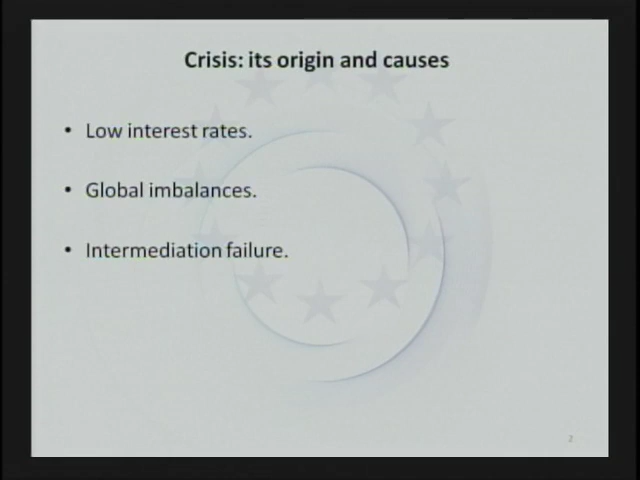 Crisis: its origin and causes
• Low interest rates.
• Global imbalances.
• Intermediation failure.
2